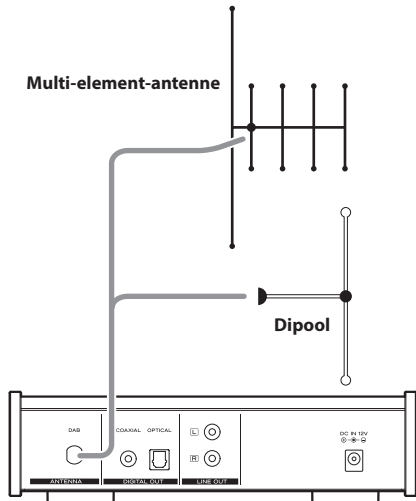 Multi-element-antenne
Dipool
DAB
COAXIAL OPTICAL
L
R
DC IN 12V
ANTENNA
DIGITAL OUT
LINE OUT